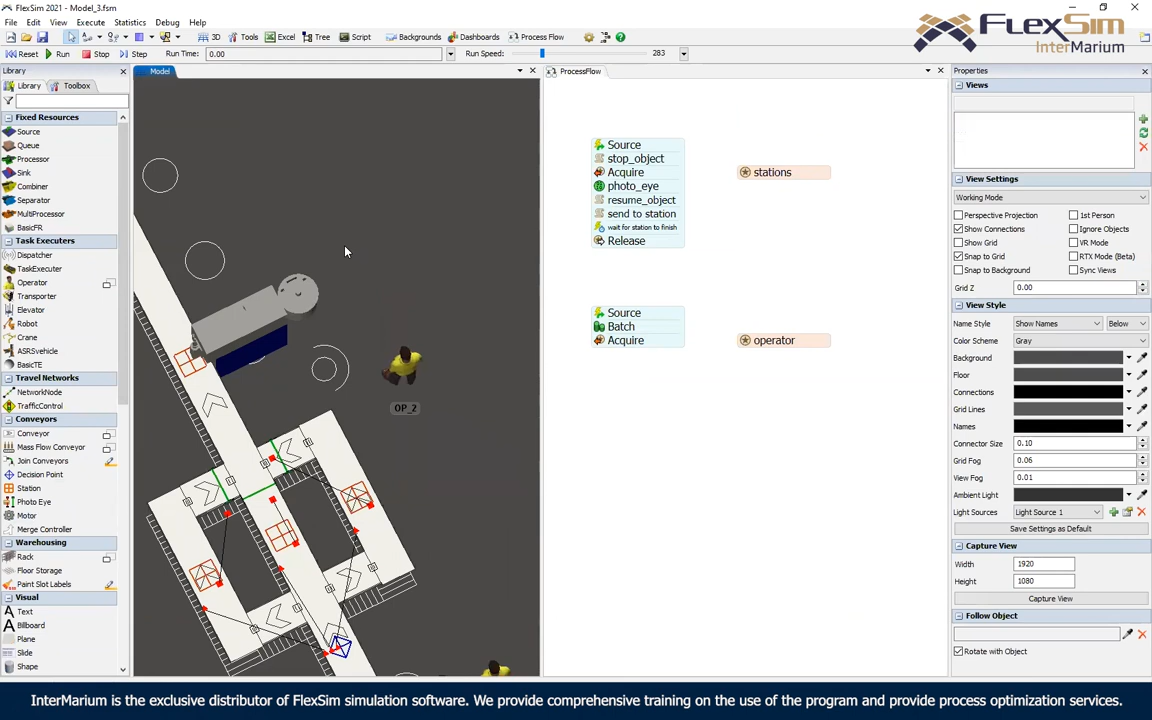 FlexSim 2021 - Model_3.fsm
File Edit View Execute Statistics Debug Help
3D Tools Excel Tree Script Backgrounds Dashboards Process Flow
FlexSim
InterMarium
Reset Run Stop Step Run Time: 0.00 Run Speed: 283
Library
Library Toolbox
Fixed Resources
Source
Queue
Processor
Sink
Combiner
Separator
MultiProcessor
BasicFR
Task Executers
Dispatcher
TaskExecuter
Operator
Transporter
Elevator
Robot
Crane
ASRSvehicle
BasicTE
Travel Networks
NetworkNode
TrafficControl
Conveyors
Conveyor
Mass Flow Conveyor
Join Conveyors
Decision Point
Station
Photo Eye
Motor
Merge Controller
Warehousing
Rack
Floor Storage
Paint Slot Labels
Visual
Text
Billboard
Plane
Slide
Shape
Model
OP_2
ProcessFlow
Source
stop_object
Acquire
photo_eye
resume_object
send to station
wait for station to finish
Release
stations
Source
Batch
Acquire
operator
Properties
Views
View Settings
Working Mode
Perspective Projection 1st Person
Show Connections Ignore Objects
Show Grid VR Mode
Snap to Grid RTX Mode (Beta)
Snap to Background Sync Views
Grid Z 0.00
View Style
Name Style Show Names Below
Color Scheme Gray
Background
Floor
Connections
Grid Lines
Names
Connector Size 0.10
Grid Fog 0.06
View Fog 0.01
Ambient Light
Light Sources Light Source 1
Save Settings as Default
Capture View
Width 1920
Height 1080
Capture View
Follow Object
Rotate with Object
InterMarium is the exclusive distributor of FlexSim simulation software. We provide comprehensive training on the use of the program and provide process optimization services.